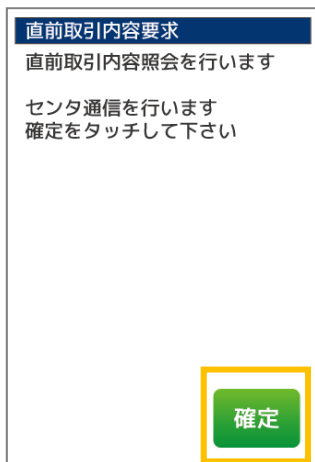 直前取引内容要求
直前取引内容照会を行います
センタ通信を行います
確定をタッチして下さい
確定